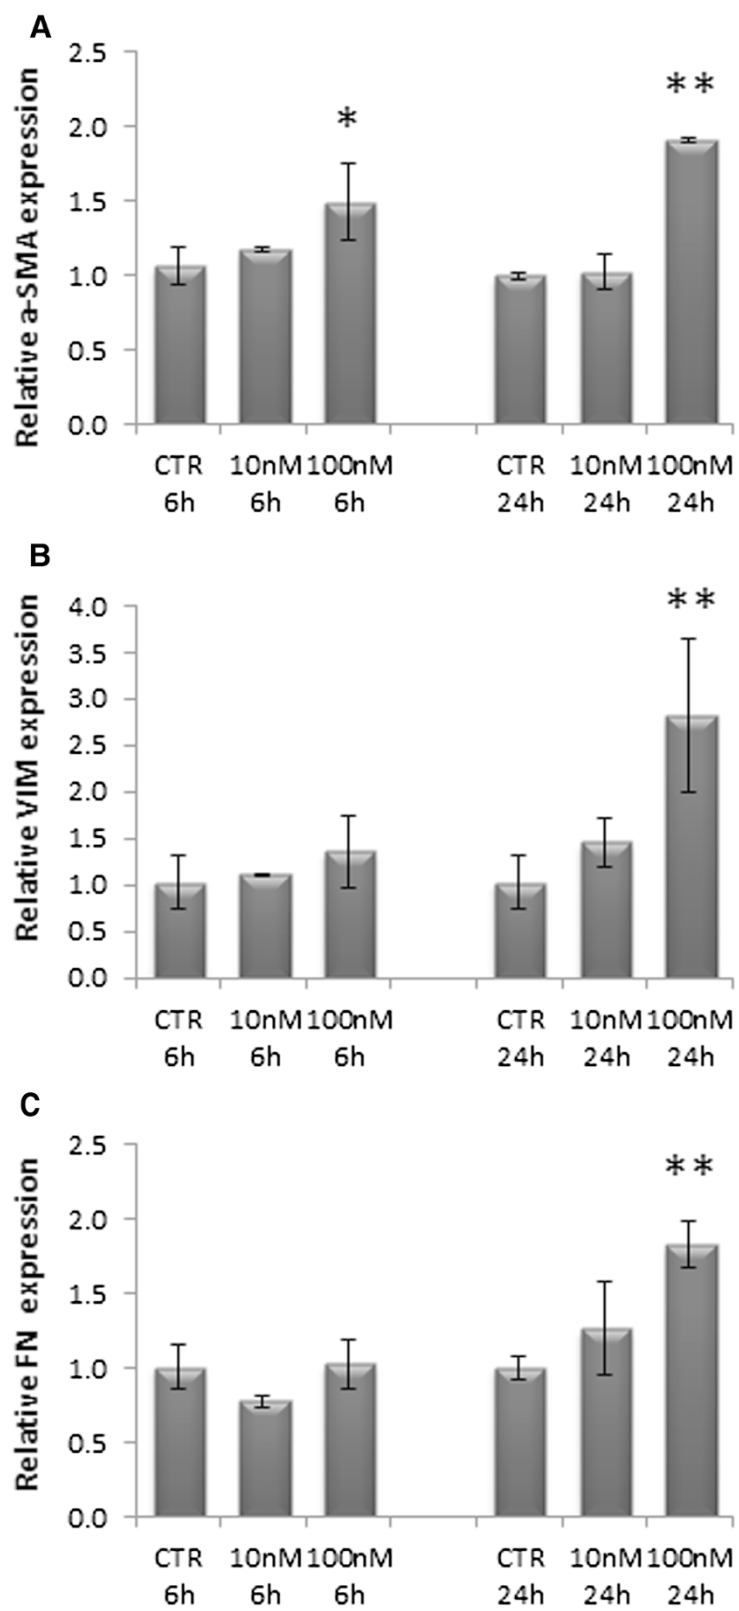 A
Relative a-SMA expression
2.5
2.0
1.5
1.0
0.5
0.0
*
**
CTR 10nM 100nM CTR 10nM 100nM
6h 6h 6h 24h 24h 24h
B
Relative VIM expression
4.0
3.5
3.0
2.5
2.0
1.5
1.0
0.5
0.0
**
CTR 10nM 100nM CTR 10nM 100nM
6h 6h 6h 24h 24h 24h
C
Relative FN expression
2.5
2.0
1.5
1.0
0.5
0.0
**
CTR 10nM 100nM CTR 10nM 100nM
6h 6h 6h 24h 24h 24h